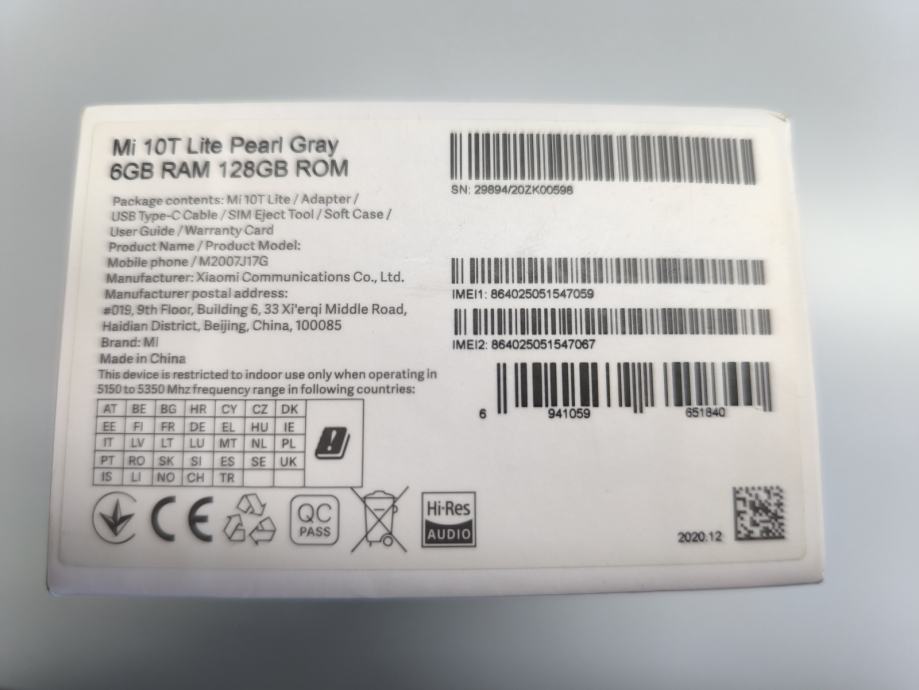 Mi 10T Lite Pearl Gray
6GB RAM 128GB ROM
Package contents: Mi 10T Lite / Adapter /
USB Type-C Cable / SIM Eject Tool / Soft Case /
User Guide / Warranty Card
Product Name / Product Model:
Mobile phone / M2007J17G
Manufacturer: Xiaomi Communications Co., Ltd.
Manufacturer postal address:
#019, 9th Floor, Building 6, 33 Xi'erqi Middle Road,
Haidian District, Beijing, China, 100085
Brand: MI
Made in China
This device is restricted to indoor use only when operating in
5150 to 5350 Mhz frequency range in following countries:
AT BE BG HR CY CZ DK
EE FI FR DE EL HU IE
IT LV LT LU MT NL PL
PT RO SK SI ES SE UK
IS LI NO CH TR
!
CE
QC
PASS
Hi-Res
AUDIO
SN: 29894/20ZK00598
IMEI1: 864025051547059
IMEI2: 864025051547067
6 941059 651840
2020.12